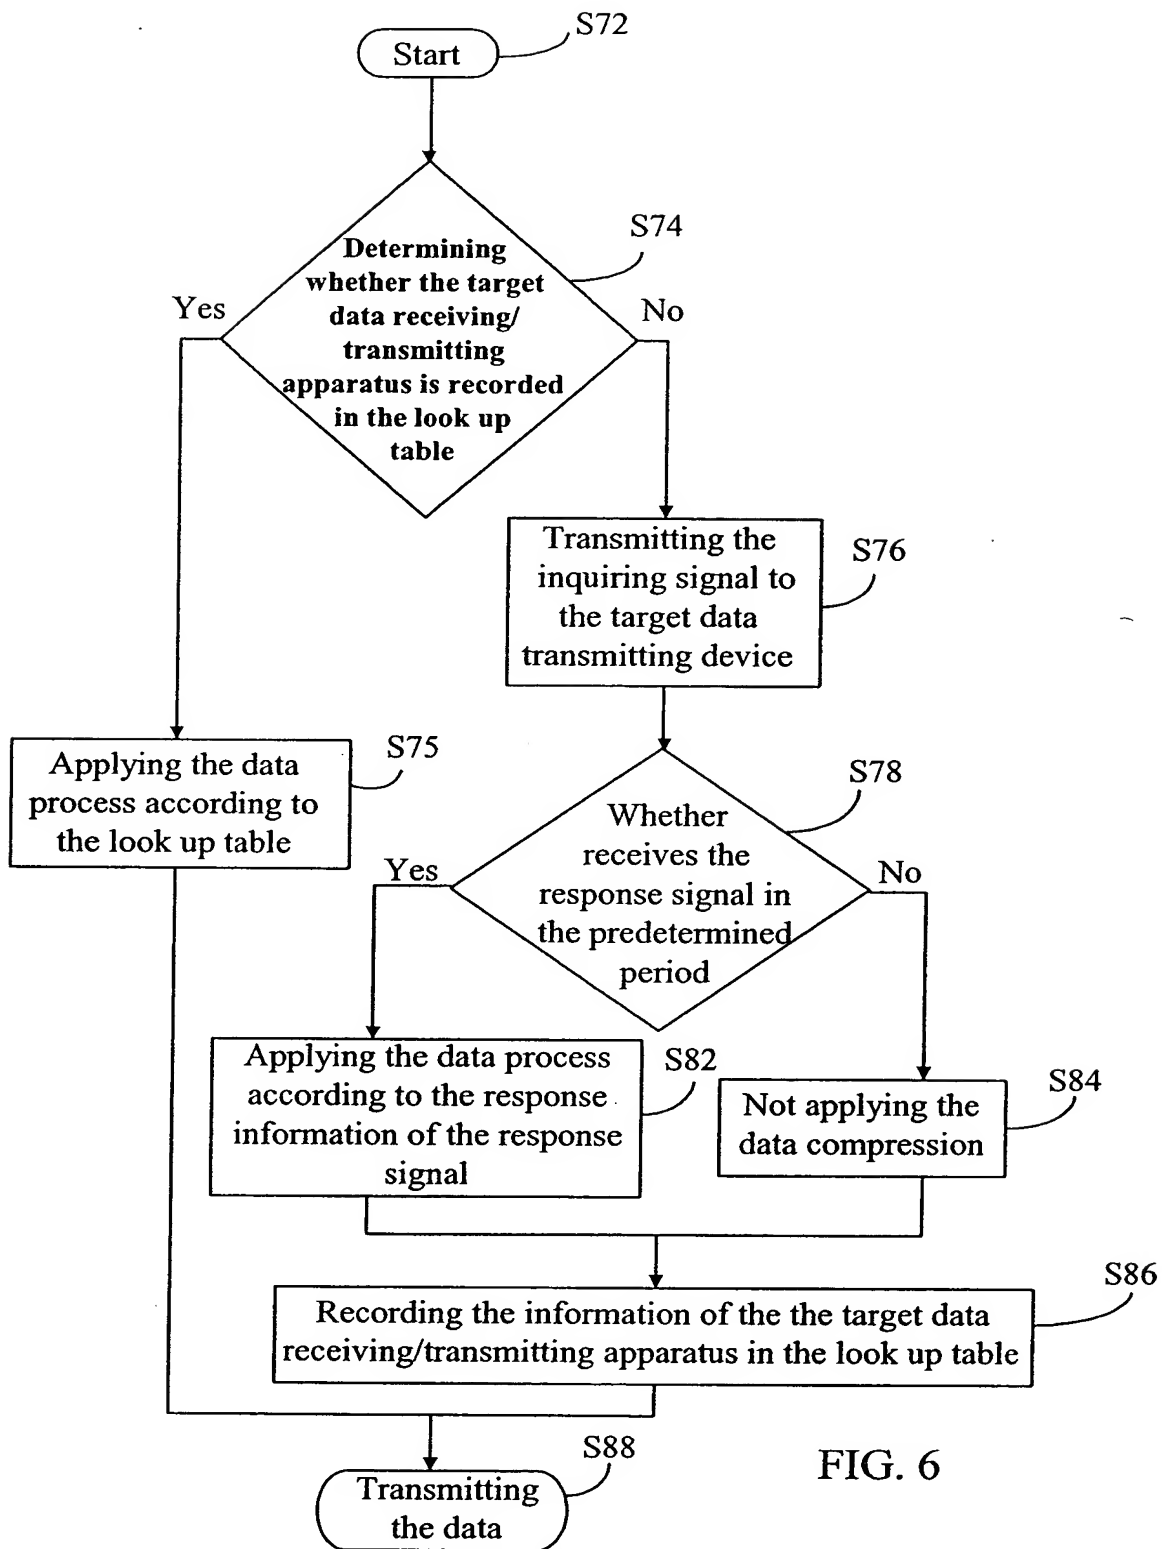 S72
Start
S74
Determining
whether the target
data receiving/
transmitting
apparatus is recorded
in the look up
table
Yes
No
Transmitting the
inquiring signal to
the target data
transmitting device
S76
S75
Applying the data
process according to
the look up table
S78
Whether
receives the
response signal in
the predetermined
period
Yes
No
Applying the data process
according to the response
information of the response
signal
S82
S84
Not applying the
data compression
S86
Recording the information of the the target data
receiving/transmitting apparatus in the look up table
S88
Transmitting
the data
FIG. 6